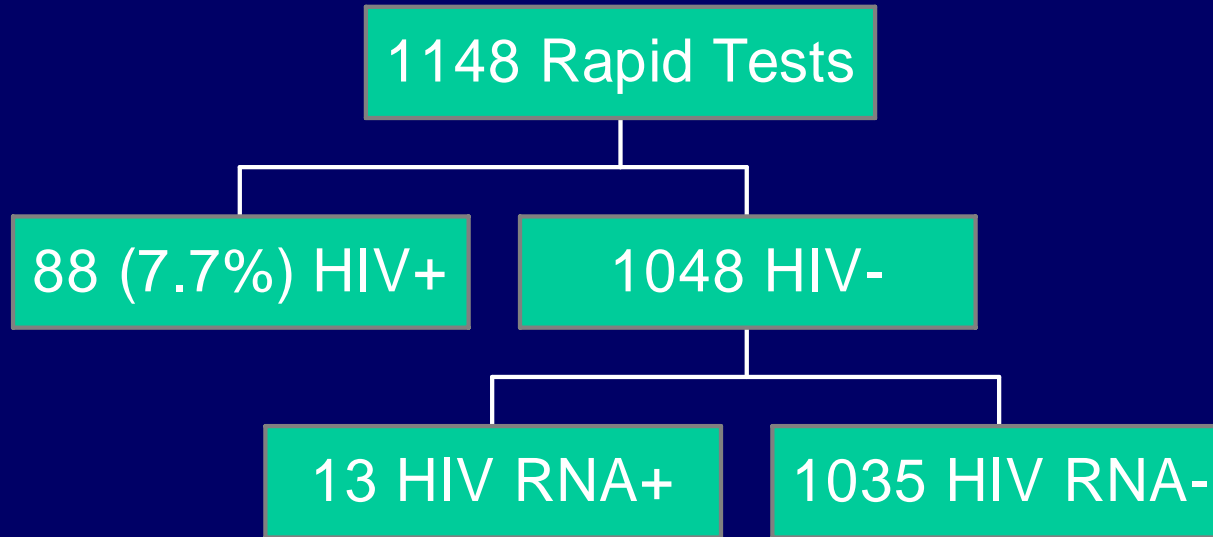 1148 Rapid Tests
88 (7.7%) HIV+
1048 HIV-
13 HIV RNA+
1035 HIV RNA-